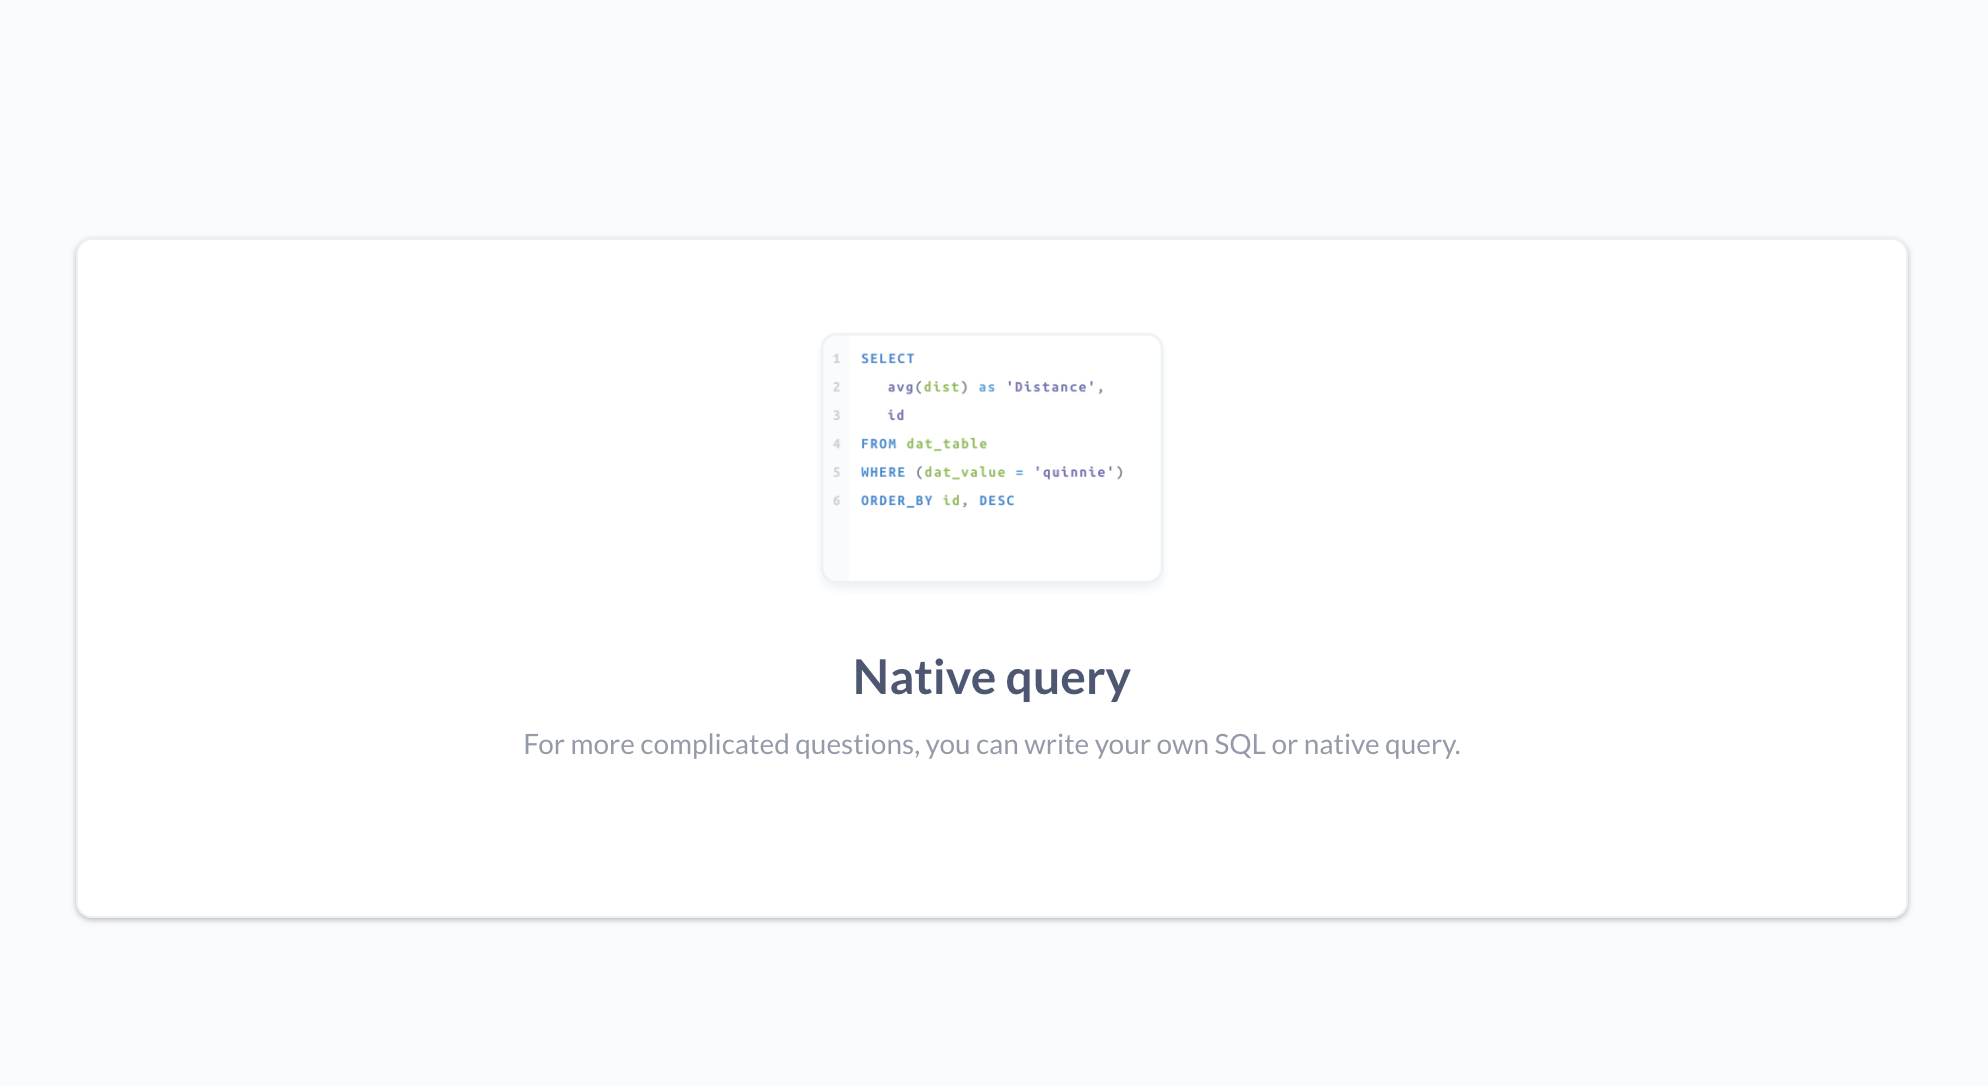 1 SELECT
2 avg(dist) as 'Distance',
3 id
4 FROM dat_table
5 WHERE (dat_value = 'quinnie')
6 ORDER_BY id, DESC
Native query
For more complicated questions, you can write your own SQL or native query.